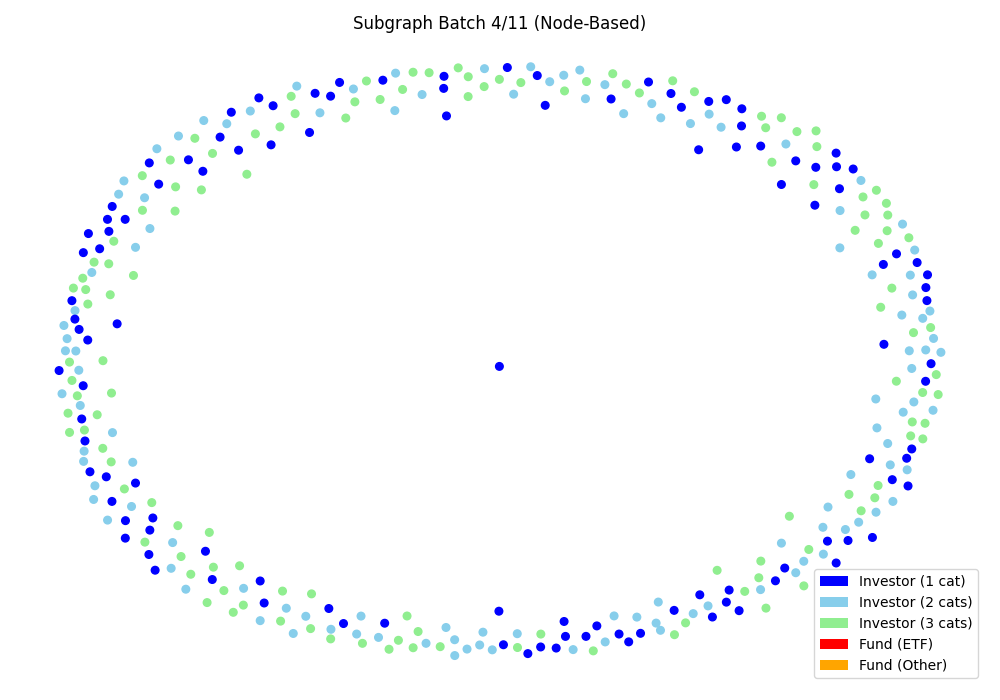 Subgraph Batch 4/11 (Node-Based)
Investor (1 cat)
Investor (2 cats)
Investor (3 cats)
Fund (ETF)
Fund (Other)